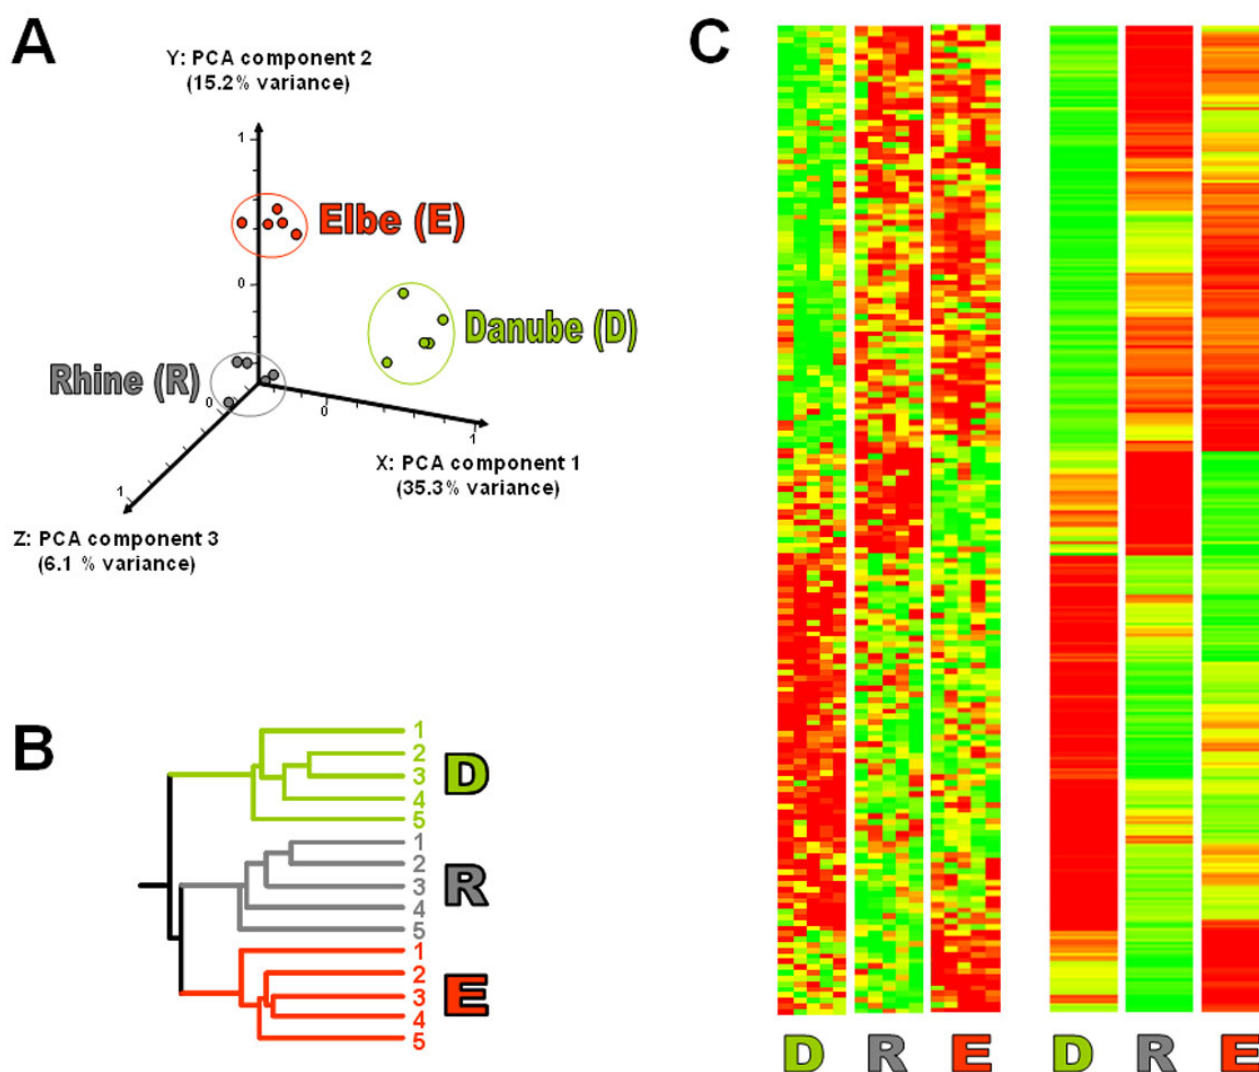 A
Y: PCA component 2
(15.2% variance)
1
Elbe (E)
0
Danube (D)
Rhine (R)
0
0
1
X: PCA component 1
(35.3% variance)
1
Z: PCA component 3
(6.1 % variance)
B
1
2
3
4
5
D
1
2
3
4
5
R
1
2
3
4
5
E
C
D R E D R E